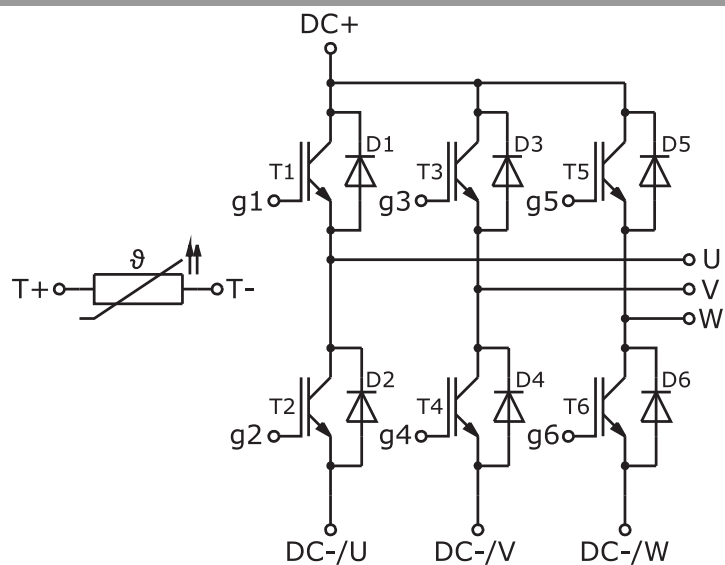 DC+
D1
D3
D5
T1
T3
T5
g1
g3
g5
ϑ
U
T+
T-
V
W
D2
D4
D6
T2
T4
T6
g2
g4
g6
DC-/U
DC-/V
DC-/W